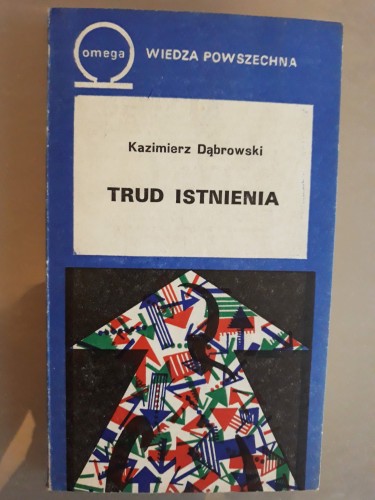 omega
WIEDZA POWSZECHNA
Kazimierz Dąbrowski
TRUD ISTNIENIA